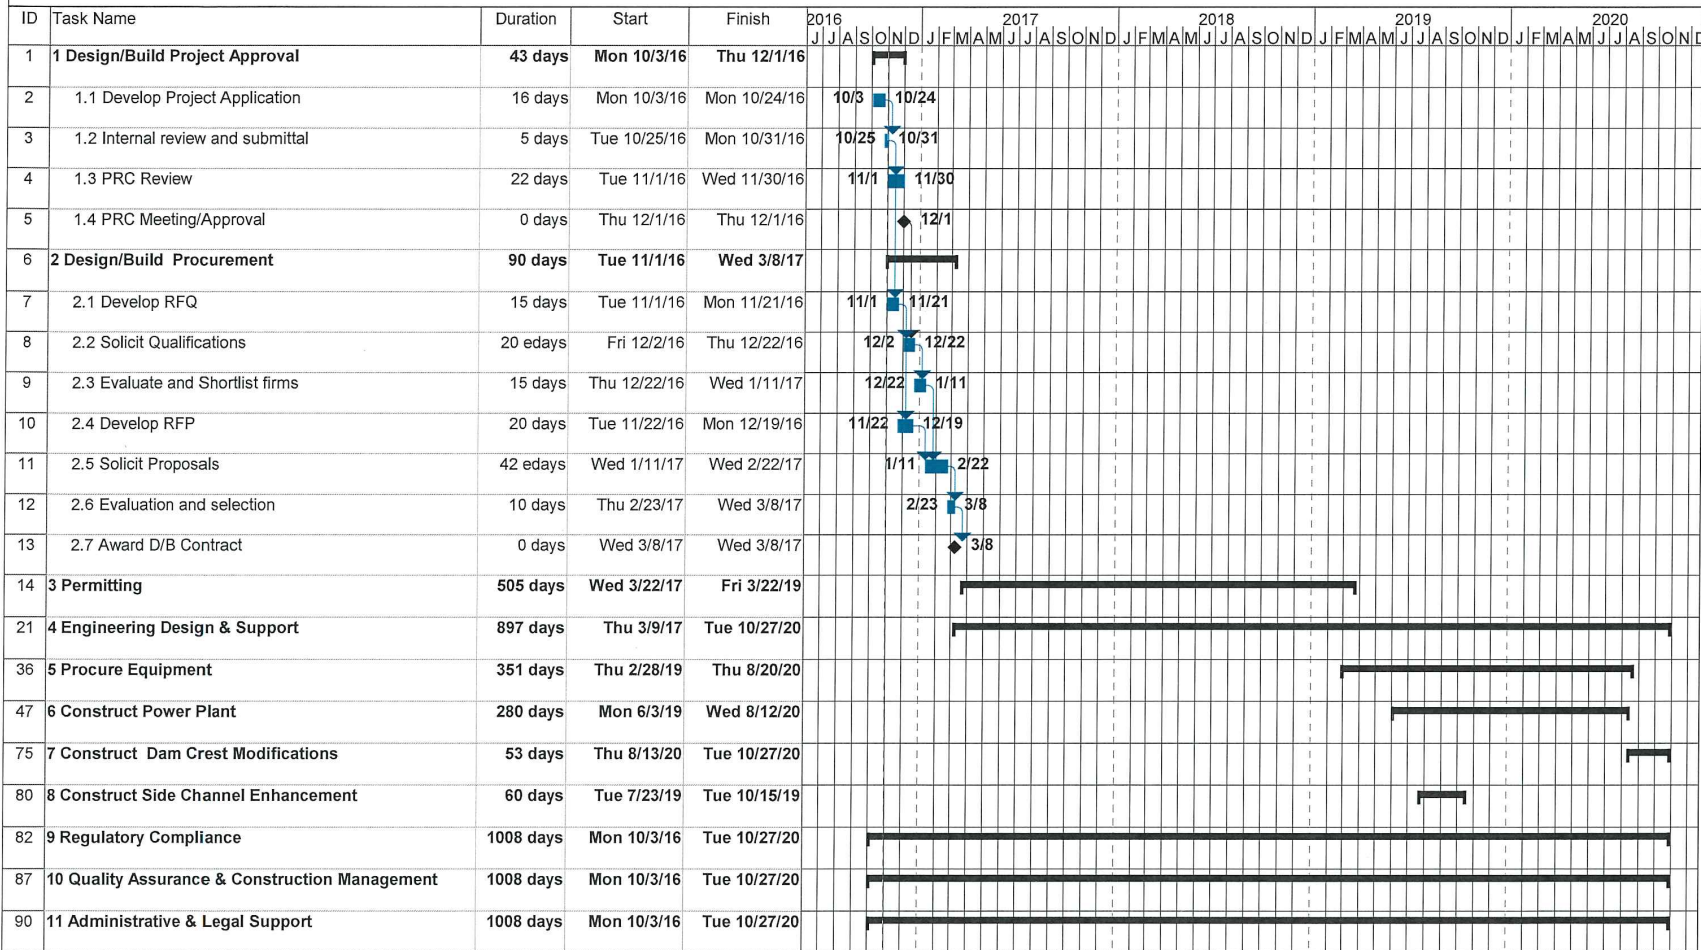 ID Task Name Duration Start Finish 2016 2017 2018 2019 2020
J J A S O N D J F M A M J J A S O N D J F M A M J J A S O N D J F M A M J J A S O N D J F M A M J J A S O N D
1 1 Design/Build Project Approval 43 days Mon 10/3/16 Thu 12/1/16
2 1.1 Develop Project Application 16 days Mon 10/3/16 Mon 10/24/16 10/3 10/24
3 1.2 Internal review and submittal 5 days Tue 10/25/16 Mon 10/31/16 10/25 10/31
4 1.3 PRC Review 22 days Tue 11/1/16 Wed 11/30/16 11/1 11/30
5 1.4 PRC Meeting/Approval 0 days Thu 12/1/16 Thu 12/1/16 12/1
6 2 Design/Build Procurement 90 days Tue 11/1/16 Wed 3/8/17
7 2.1 Develop RFQ 15 days Tue 11/1/16 Mon 11/21/16 11/1 11/21
8 2.2 Solicit Qualifications 20 edays Fri 12/2/16 Thu 12/22/16 12/2 12/22
9 2.3 Evaluate and Shortlist firms 15 days Thu 12/22/16 Wed 1/11/17 12/22 1/11
10 2.4 Develop RFP 20 days Tue 11/22/16 Mon 12/19/16 11/22 12/19
11 2.5 Solicit Proposals 42 edays Wed 1/11/17 Wed 2/22/17 1/11 2/22
12 2.6 Evaluation and selection 10 days Thu 2/23/17 Wed 3/8/17 2/23 3/8
13 2.7 Award D/B Contract 0 days Wed 3/8/17 Wed 3/8/17 3/8
14 3 Permitting 505 days Wed 3/22/17 Fri 3/22/19
21 4 Engineering Design & Support 897 days Thu 3/9/17 Tue 10/27/20
36 5 Procure Equipment 351 days Thu 2/28/19 Thu 8/20/20
47 6 Construct Power Plant 280 days Mon 6/3/19 Wed 8/12/20
75 7 Construct Dam Crest Modifications 53 days Thu 8/13/20 Tue 10/27/20
80 8 Construct Side Channel Enhancement 60 days Tue 7/23/19 Tue 10/15/19
82 9 Regulatory Compliance 1008 days Mon 10/3/16 Tue 10/27/20
87 10 Quality Assurance & Construction Management 1008 days Mon 10/3/16 Tue 10/27/20
90 11 Administrative & Legal Support 1008 days Mon 10/3/16 Tue 10/27/20